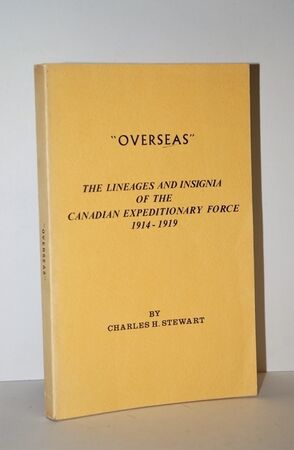 "OVERSEAS"
THE LINEAGES AND INSIGNIA
OF THE
CANADIAN EXPEDITIONARY FORCE
1914-1919
BY
CHARLES H. STEWART
"OVERSEAS"